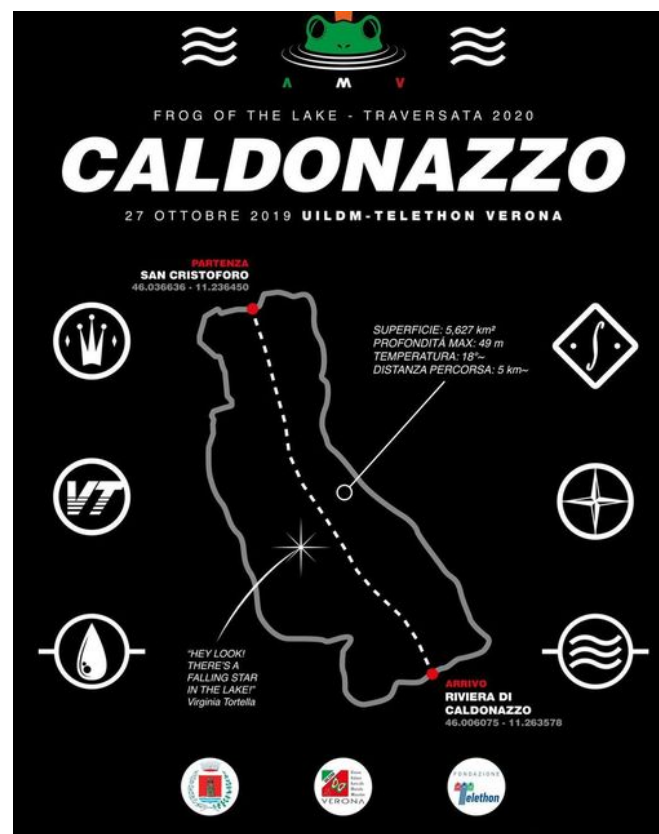 A M V
FROG OF THE LAKE - TRAVERSATA 2020
CALDONAZZO
27 OTTOBRE 2019 UILDM-TELETHON VERONA
PARTENZA
SAN CRISTOFORO
46.036636 - 11.236450
SUPERFICIE: 5,627 km²
PROFONDITÁ MAX: 49 m
TEMPERATURA: 18°~
DISTANZA PERCORSA: 5 km~
VT
"HEY LOOK!
THERE'S A
FALLING STAR
IN THE LAKE!"
Virginia Tortella
ARRIVO
RIVIERA DI
CALDONAZZO
46.006075 - 11.263578
VERONA
FONDAZIONE
Telethon